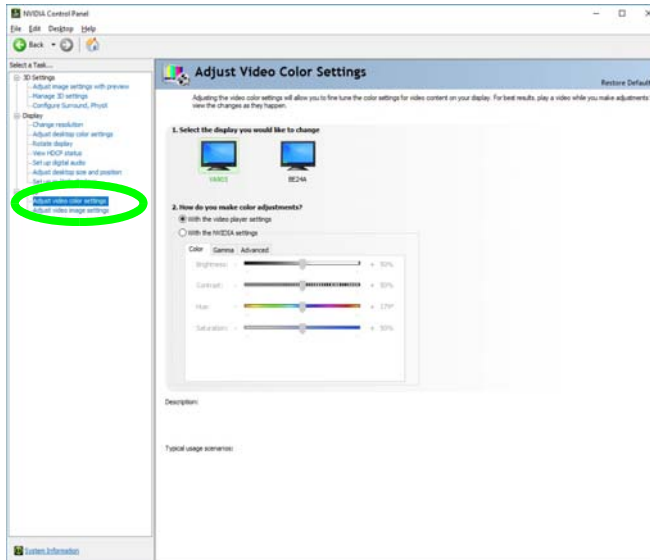 NVIDIA Control Panel
File Edit Desktop Help
Back
Select a Task...
3D Settings
Adjust image settings with preview
Manage 3D settings
Configure Surround, PhysX
Display
Change resolution
Adjust desktop color settings
Rotate display
View HDCP status
Set up digital audio
Adjust desktop size and position
Adjust video color settings
Adjust video image settings
System Information
Adjust Video Color Settings
Restore Default
Adjusting the video color settings will allow you to fine tune the color settings for video content on your display. For best results, play a video while you make adjustments
view the changes as they happen.
1. Select the display you would like to change
BE24A
2. How do you make color adjustments?
With the video player settings
With the NVIDIA settings
Color Gamma Advanced
Brightness: - + 50%
Contrast: - + 50%
Hue: - + 179°
Saturation: - + 50%
Description:
Typical usage scenarios: